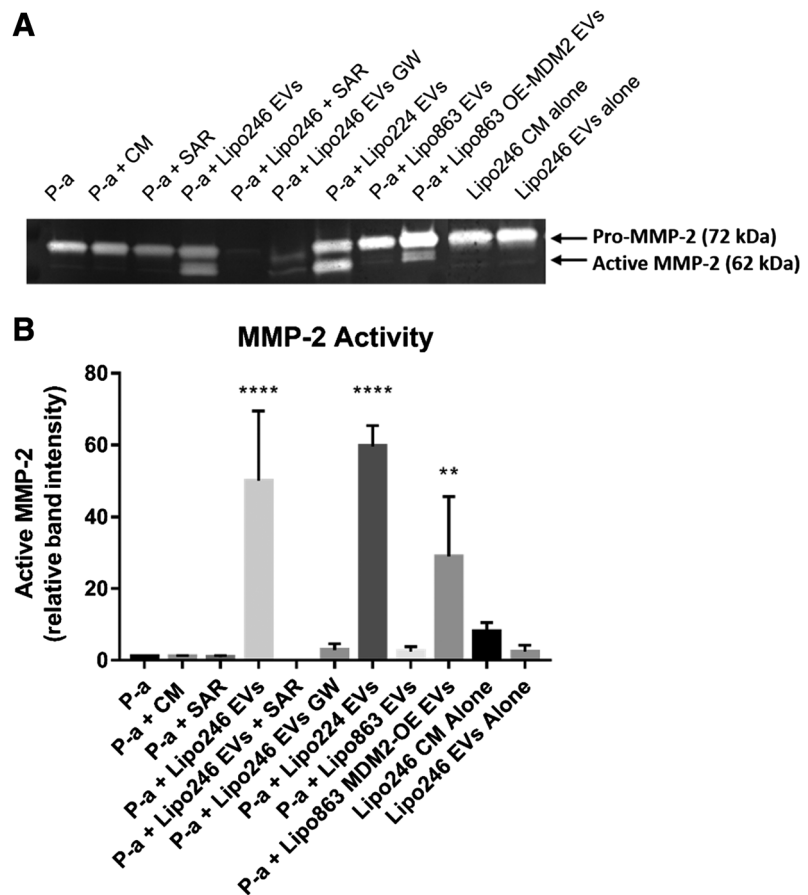 A
P-a
P-a + CM
P-a + SAR
P-a + Lipo246 EVs
P-a + Lipo246 + SAR
P-a + Lipo246 EVs GW
P-a + Lipo224 EVs
P-a + Lipo863 EVs
P-a + Lipo863 OE-MDM2 EVs
Lipo246 CM alone
Lipo246 EVs alone
Pro-MMP-2 (72 kDa)
Active MMP-2 (62 kDa)
B
MMP-2 Activity
Active MMP-2
(relative band intensity)
80
60
40
20
0
****
****
**
P-a
P-a + CM
P-a + SAR
P-a + Lipo246 EVs
P-a + Lipo246 EVs + SAR
P-a + Lipo246 EVs GW
P-a + Lipo224 EVs
P-a + Lipo863 EVs
P-a + Lipo863 MDM2-OE EVs
Lipo246 CM Alone
Lipo246 EVs Alone